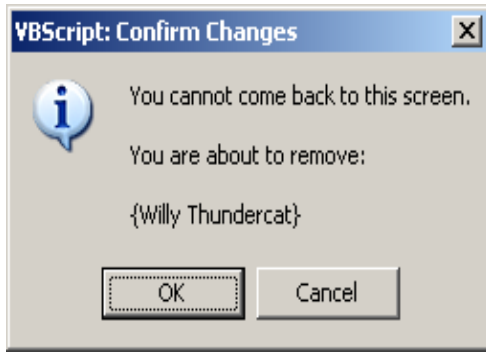 VBScript: Confirm Changes
You cannot come back to this screen.
You are about to remove:
{Willy Thundercat}
OK
Cancel